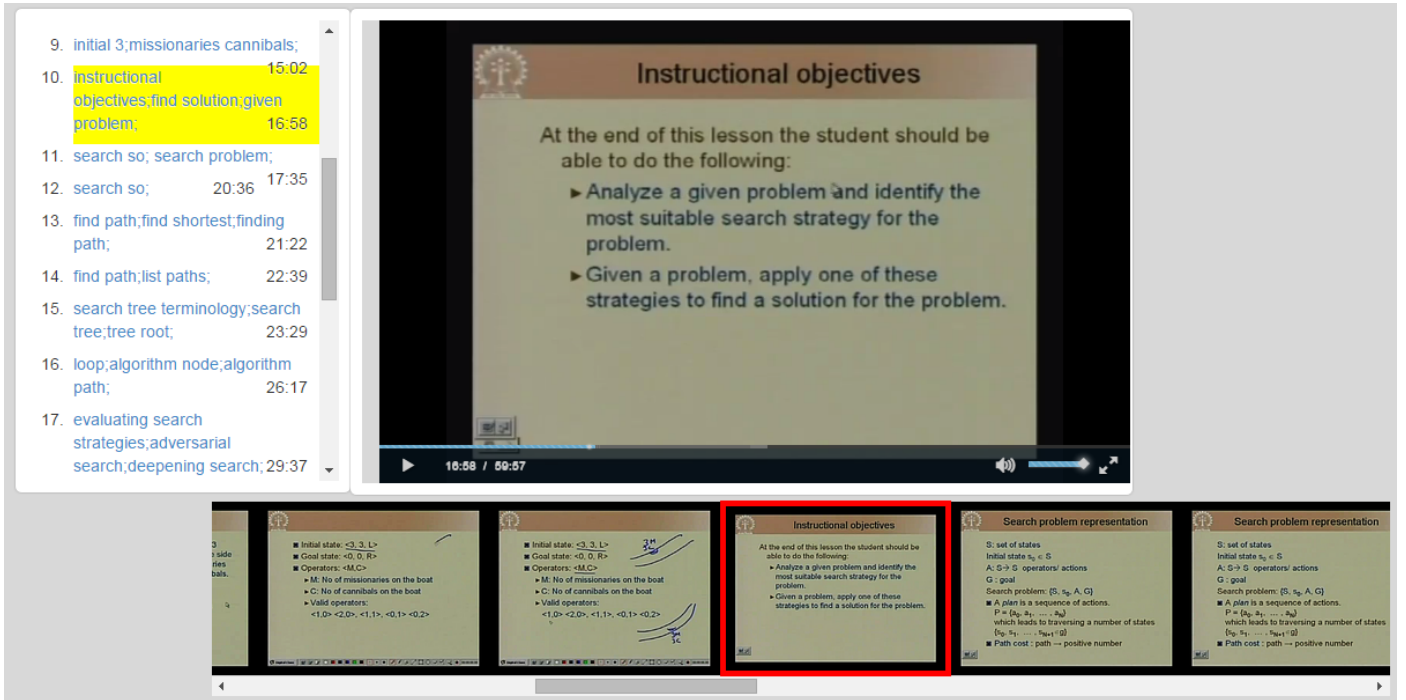 9. initial 3;missionaries cannibals;
15:02
10. instructional
objectives;find solution;given
problem; 16:58
11. search so; search problem;
17:35
12. search so; 20:36
13. find path;find shortest;finding
path; 21:22
14. find path;list paths; 22:39
15. search tree terminology;search
tree;tree root; 23:29
16. loop;algorithm node;algorithm
path; 26:17
17. evaluating search
strategies;adversarial
search;deepening search; 29:37
Instructional objectives
At the end of this lesson the student should be
able to do the following:
► Analyze a given problem and identify the
most suitable search strategy for the
problem.
► Given a problem, apply one of these
strategies to find a solution for the problem.
16:58 / 59:57
3
e side
ries
bals.
■ Initial state: <3, 3, L>
■ Goal state: <0, 0, R>
■ Operators: <M,C>
► M: No of missionaries on the boat
► C: No of cannibals on the boat
► Valid operators:
<1,0> <2,0>, <1,1>, <0,1> <0,2>
■ Initial state: <3, 3, L>
■ Goal state: <0, 0, R>
■ Operators: <M,C>
► M: No of missionaries on the boat
► C: No of cannibals on the boat
► Valid operators:
<1,0> <2,0>, <1,1>, <0,1> <0,2>
Instructional objectives
At the end of this lesson the student should be
able to do the following:
► Analyze a given problem and identify the
most suitable search strategy for the
problem.
► Given a problem, apply one of these
strategies to find a solution for the problem.
Search problem representation
S: set of states
Initial state s₀ ∈ S
A: S→ S operators/ actions
G : goal
Search problem: {S, s₀, A, G}
■ A plan is a sequence of actions.
P = {a₀, a₁, … , aₙ}
which leads to traversing a number of states
{s₀, s₁, … , sₙ₊₁∈g}
■ Path cost : path → positive number
Search problem representation
S: set of states
Initial state s₀ ∈ S
A: S→ S operators/ actions
G : goal
Search problem: {S, s₀, A, G}
■ A plan is a sequence of actions.
P = {a₀, a₁, … , aₙ}
which leads to traversing a number of states
{s₀, s₁, … , sₙ₊₁∈g}
■ Path cost : path → positive number